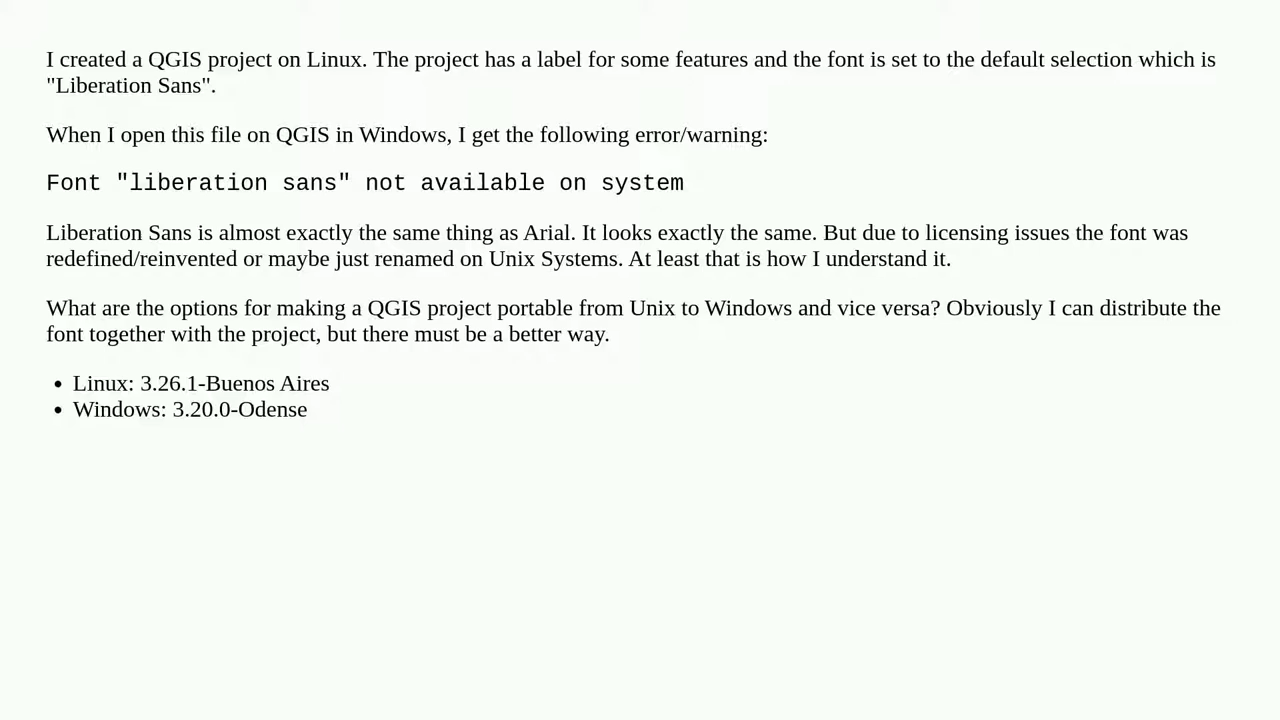 I created a QGIS project on Linux. The project has a label for some features and the font is set to the default selection which is
"Liberation Sans".
When I open this file on QGIS in Windows, I get the following error/warning:
Font "liberation sans" not available on system
Liberation Sans is almost exactly the same thing as Arial. It looks exactly the same. But due to licensing issues the font was
redefined/reinvented or maybe just renamed on Unix Systems. At least that is how I understand it.
What are the options for making a QGIS project portable from Unix to Windows and vice versa? Obviously I can distribute the
font together with the project, but there must be a better way.
• Linux: 3.26.1-Buenos Aires
• Windows: 3.20.0-Odense